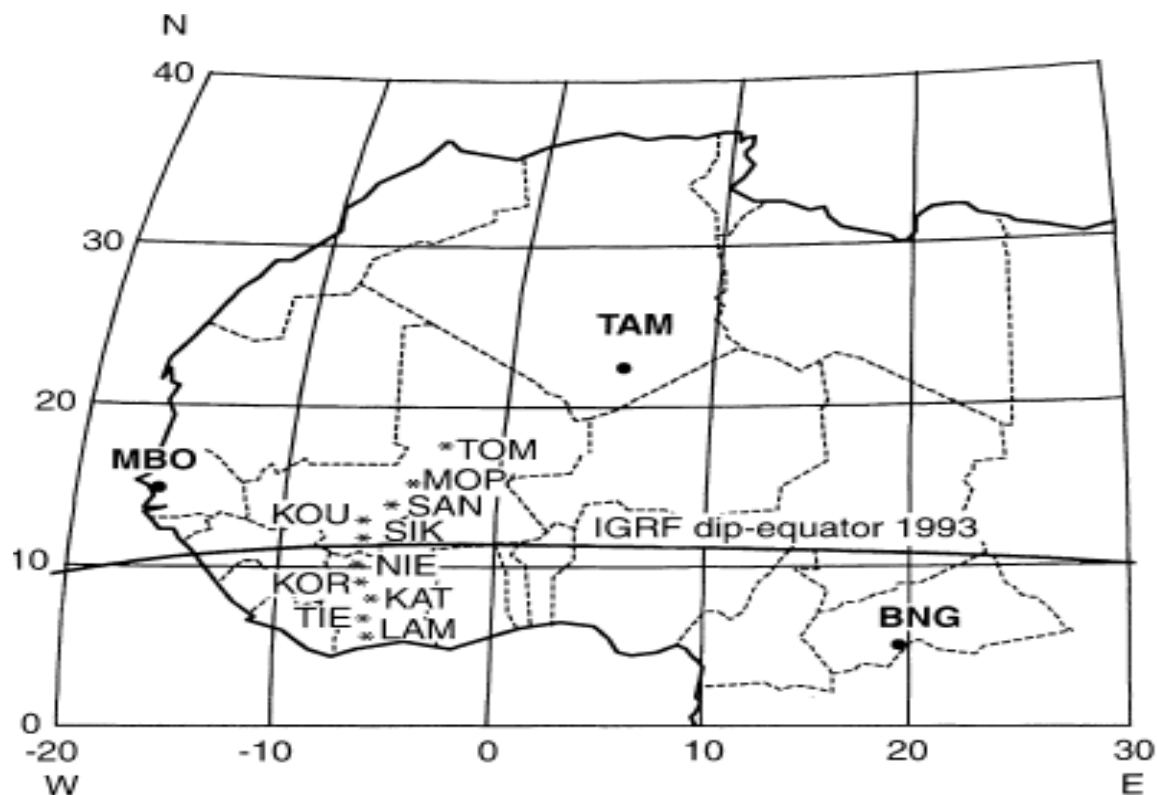 N
40
30
TAM
20
TOM
MBO
MOP
SAN
KOU
SIK
IGRF dip-equator 1993
10
NIE
KOR
KAT
TIE
LAM
BNG
0
-20 -10 0 10 20 30
W E